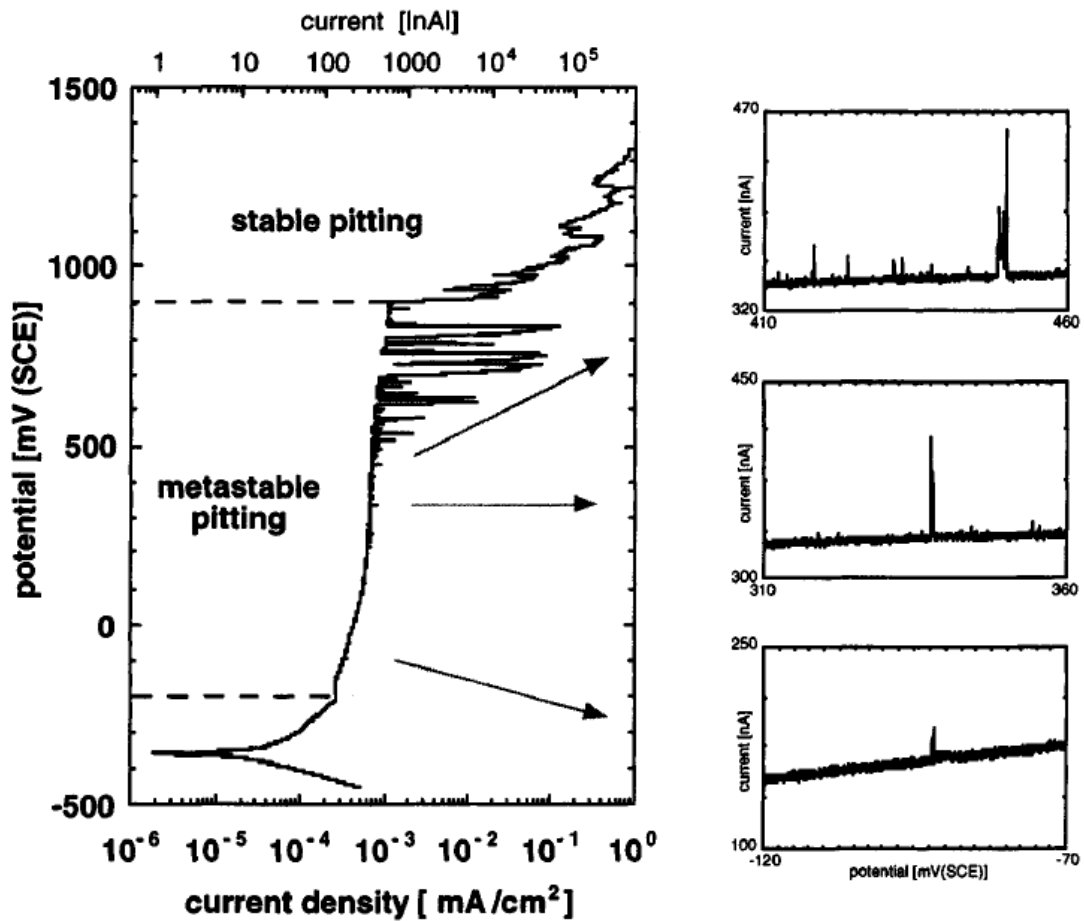 current [InAI]
1 10 100 1000 10⁴ 10⁵
1500
1000
500
0
-500
potential [mV(SCE)]
stable pitting
metastable
pitting
10⁻⁶ 10⁻⁵ 10⁻⁴ 10⁻³ 10⁻² 10⁻¹ 10⁰
current density [ mA/cm²]
470
current [nA]
320
410 460
450
current [nA]
300
310 360
250
current [nA]
100
-120 -70
potential [mV(SCE)]